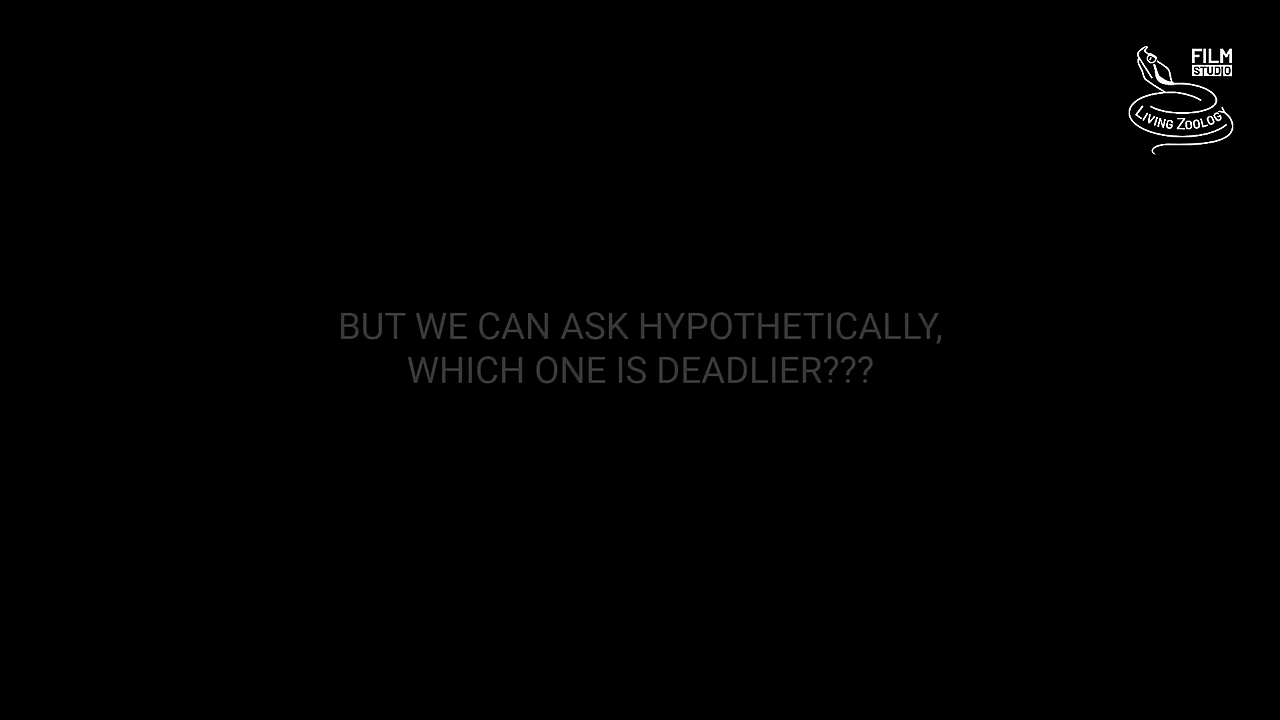 FILM
STUDIO
LIVING ZOOLOGY
BUT WE CAN ASK HYPOTHETICALLY,
WHICH ONE IS DEADLIER???